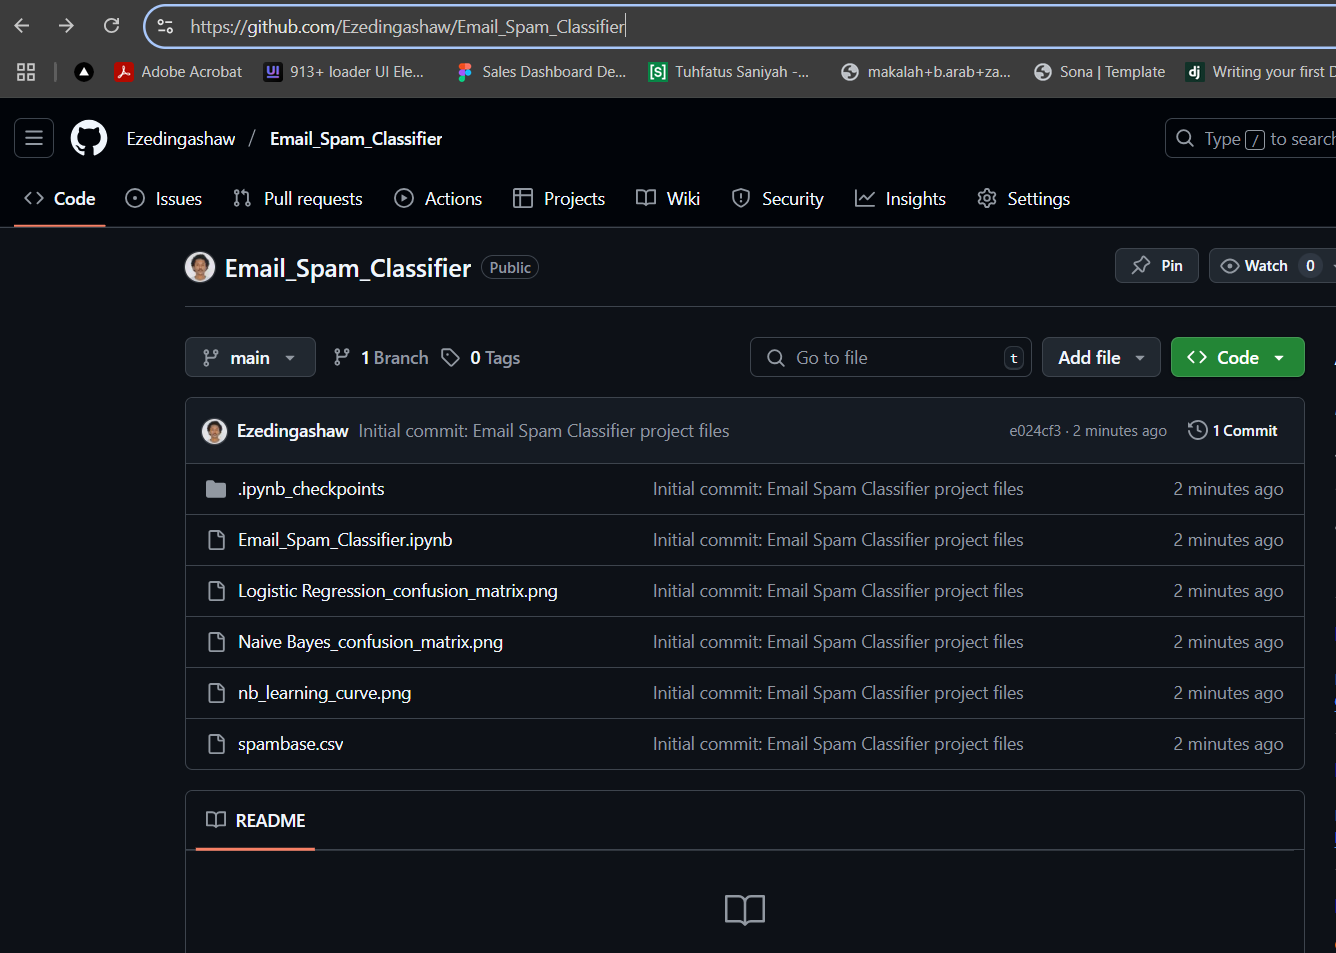 https://github.com/Ezedingashaw/Email_Spam_Classifier
Adobe Acrobat
UI 913+ loader UI Ele...
Sales Dashboard De...
[S] Tuhfatus Saniyah -...
makalah+b.arab+za...
Sona | Template
dj Writing your first
Ezedingashaw / Email_Spam_Classifier
Type / to search
Code
Issues
Pull requests
Actions
Projects
Wiki
Security
Insights
Settings
Email_Spam_Classifier Public
Pin
Watch 0
main
1 Branch
0 Tags
Go to file t
Add file
Code
Ezedingashaw Initial commit: Email Spam Classifier project files e024cf3 · 2 minutes ago 1 Commit
.ipynb_checkpoints Initial commit: Email Spam Classifier project files 2 minutes ago
Email_Spam_Classifier.ipynb Initial commit: Email Spam Classifier project files 2 minutes ago
Logistic Regression_confusion_matrix.png Initial commit: Email Spam Classifier project files 2 minutes ago
Naive Bayes_confusion_matrix.png Initial commit: Email Spam Classifier project files 2 minutes ago
nb_learning_curve.png Initial commit: Email Spam Classifier project files 2 minutes ago
spambase.csv Initial commit: Email Spam Classifier project files 2 minutes ago
README